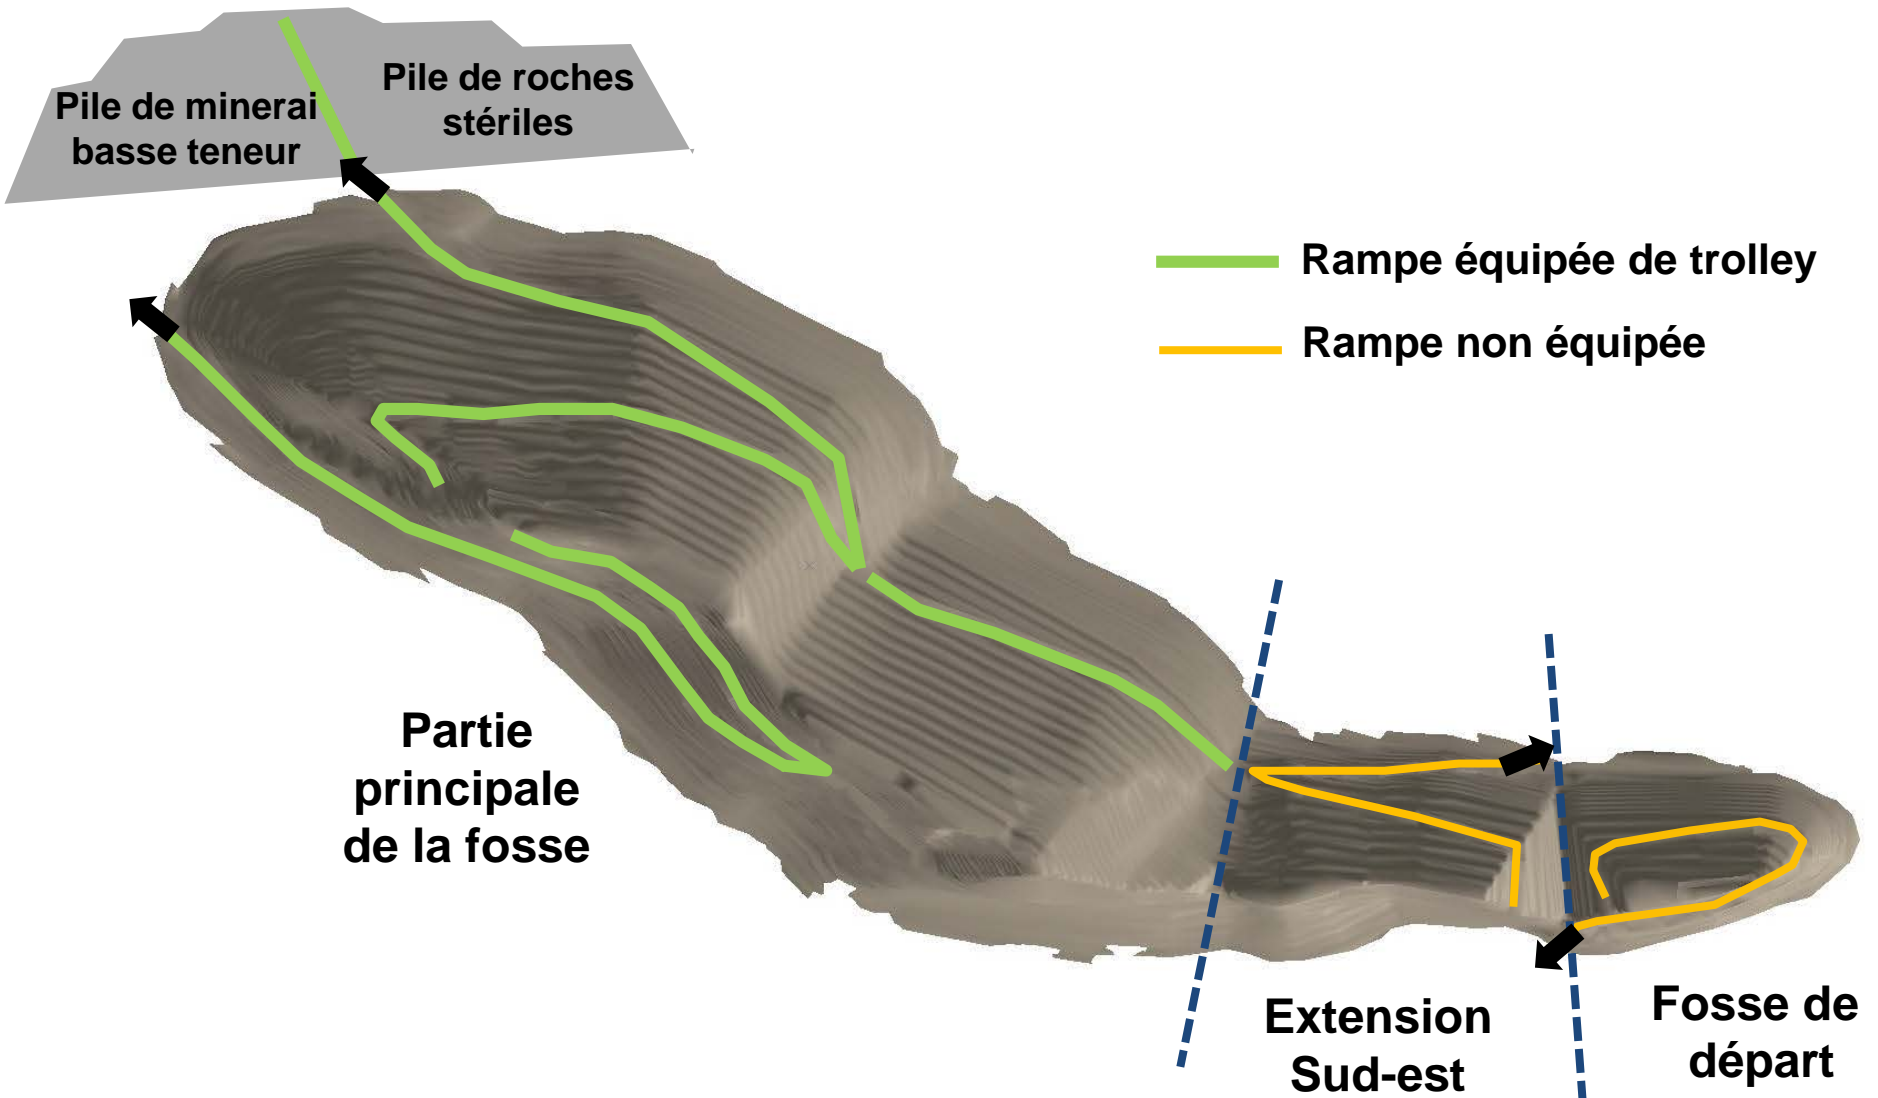 Pile de minerai
basse teneur
Pile de roches
stériles
Rampe équipée de trolley
Rampe non équipée
Partie
principale
de la fosse
Extension
Sud-est
Fosse de
départ